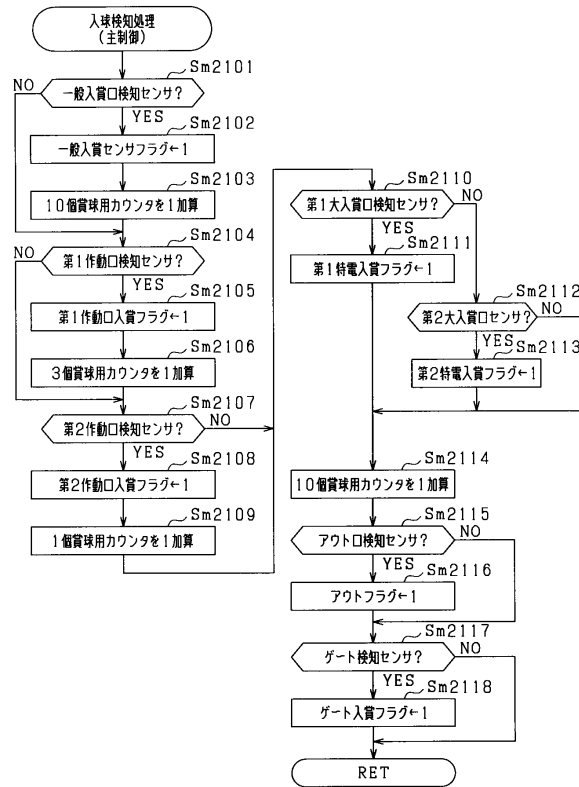 入球検知処理
(主制御)
Sm2101
NO
一般入賞口検知センサ?
YES
Sm2102
一般入賞センサフラグ←1
Sm2103
10個賞球用カウンタを1加算
Sm2104
NO
第1作動口検知センサ?
YES
Sm2105
第1作動口入賞フラグ←1
Sm2106
3個賞球用カウンタを1加算
Sm2107
第2作動口検知センサ?
NO
YES
Sm2108
第2作動口入賞フラグ←1
Sm2109
1個賞球用カウンタを1加算
Sm2110
第1大入賞口検知センサ?
NO
YES
Sm2111
第1特電入賞フラグ←1
Sm2112
第2大入賞口センサ?
NO
YES
Sm2113
第2特電入賞フラグ←1
Sm2114
10個賞球用カウンタを1加算
Sm2115
アウト口検知センサ?
NO
YES
Sm2116
アウトフラグ←1
Sm2117
ゲート検知センサ?
NO
YES
Sm2118
ゲート入賞フラグ←1
RET